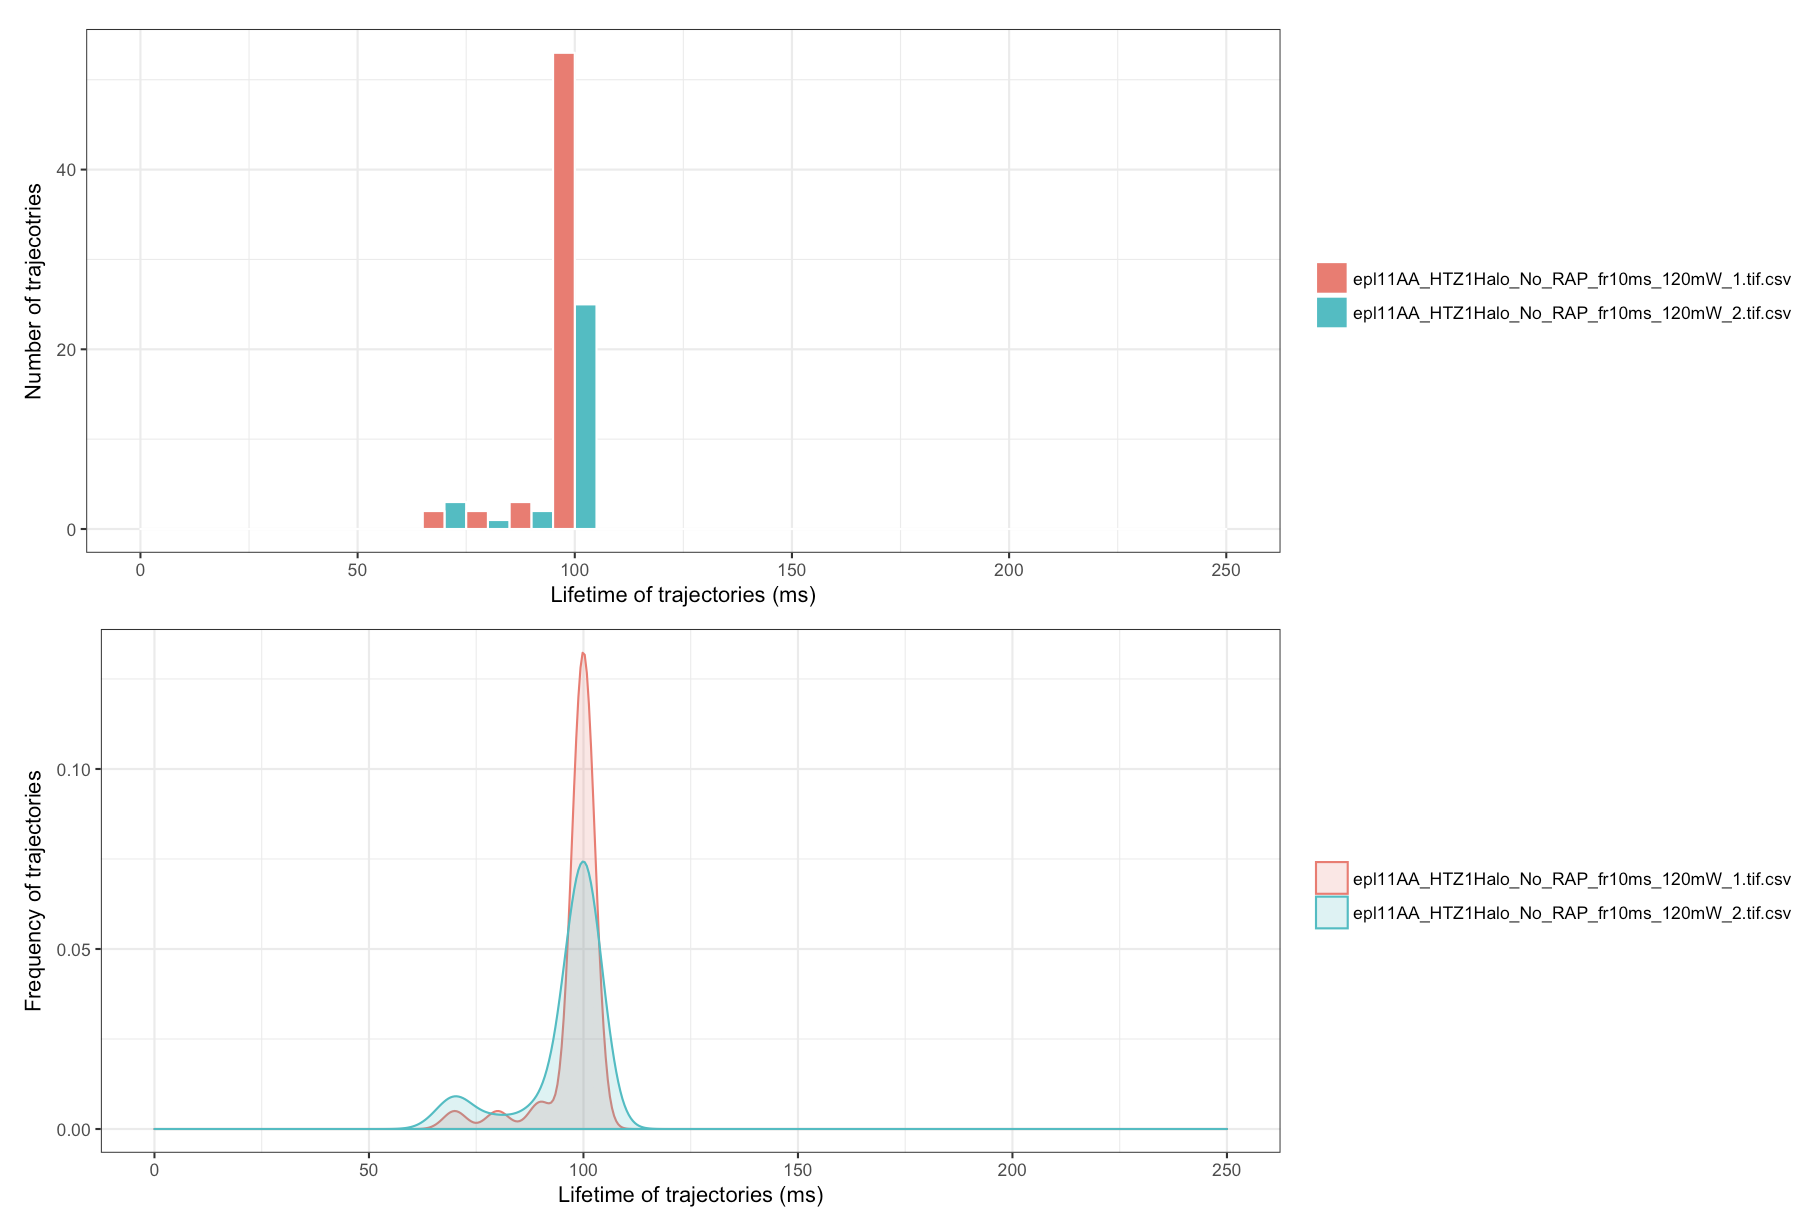 Number of trajecotries
40
20
0
0 50 100 150 200 250
Lifetime of trajectories (ms)
epl11AA_HTZ1Halo_No_RAP_fr10ms_120mW_1.tif.csv
epl11AA_HTZ1Halo_No_RAP_fr10ms_120mW_2.tif.csv
Frequency of trajectories
0.10
0.05
0.00
0 50 100 150 200 250
Lifetime of trajectories (ms)
epl11AA_HTZ1Halo_No_RAP_fr10ms_120mW_1.tif.csv
epl11AA_HTZ1Halo_No_RAP_fr10ms_120mW_2.tif.csv